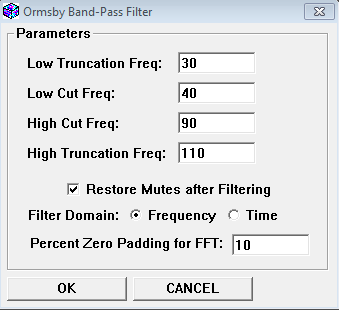 Ormsby Band-Pass Filter
Parameters
Low Truncation Freq: 30
Low Cut Freq: 40
High Cut Freq: 90
High Truncation Freq: 110
Restore Mutes after Filtering
Filter Domain: Frequency Time
Percent Zero Padding for FFT: 10
OK CANCEL